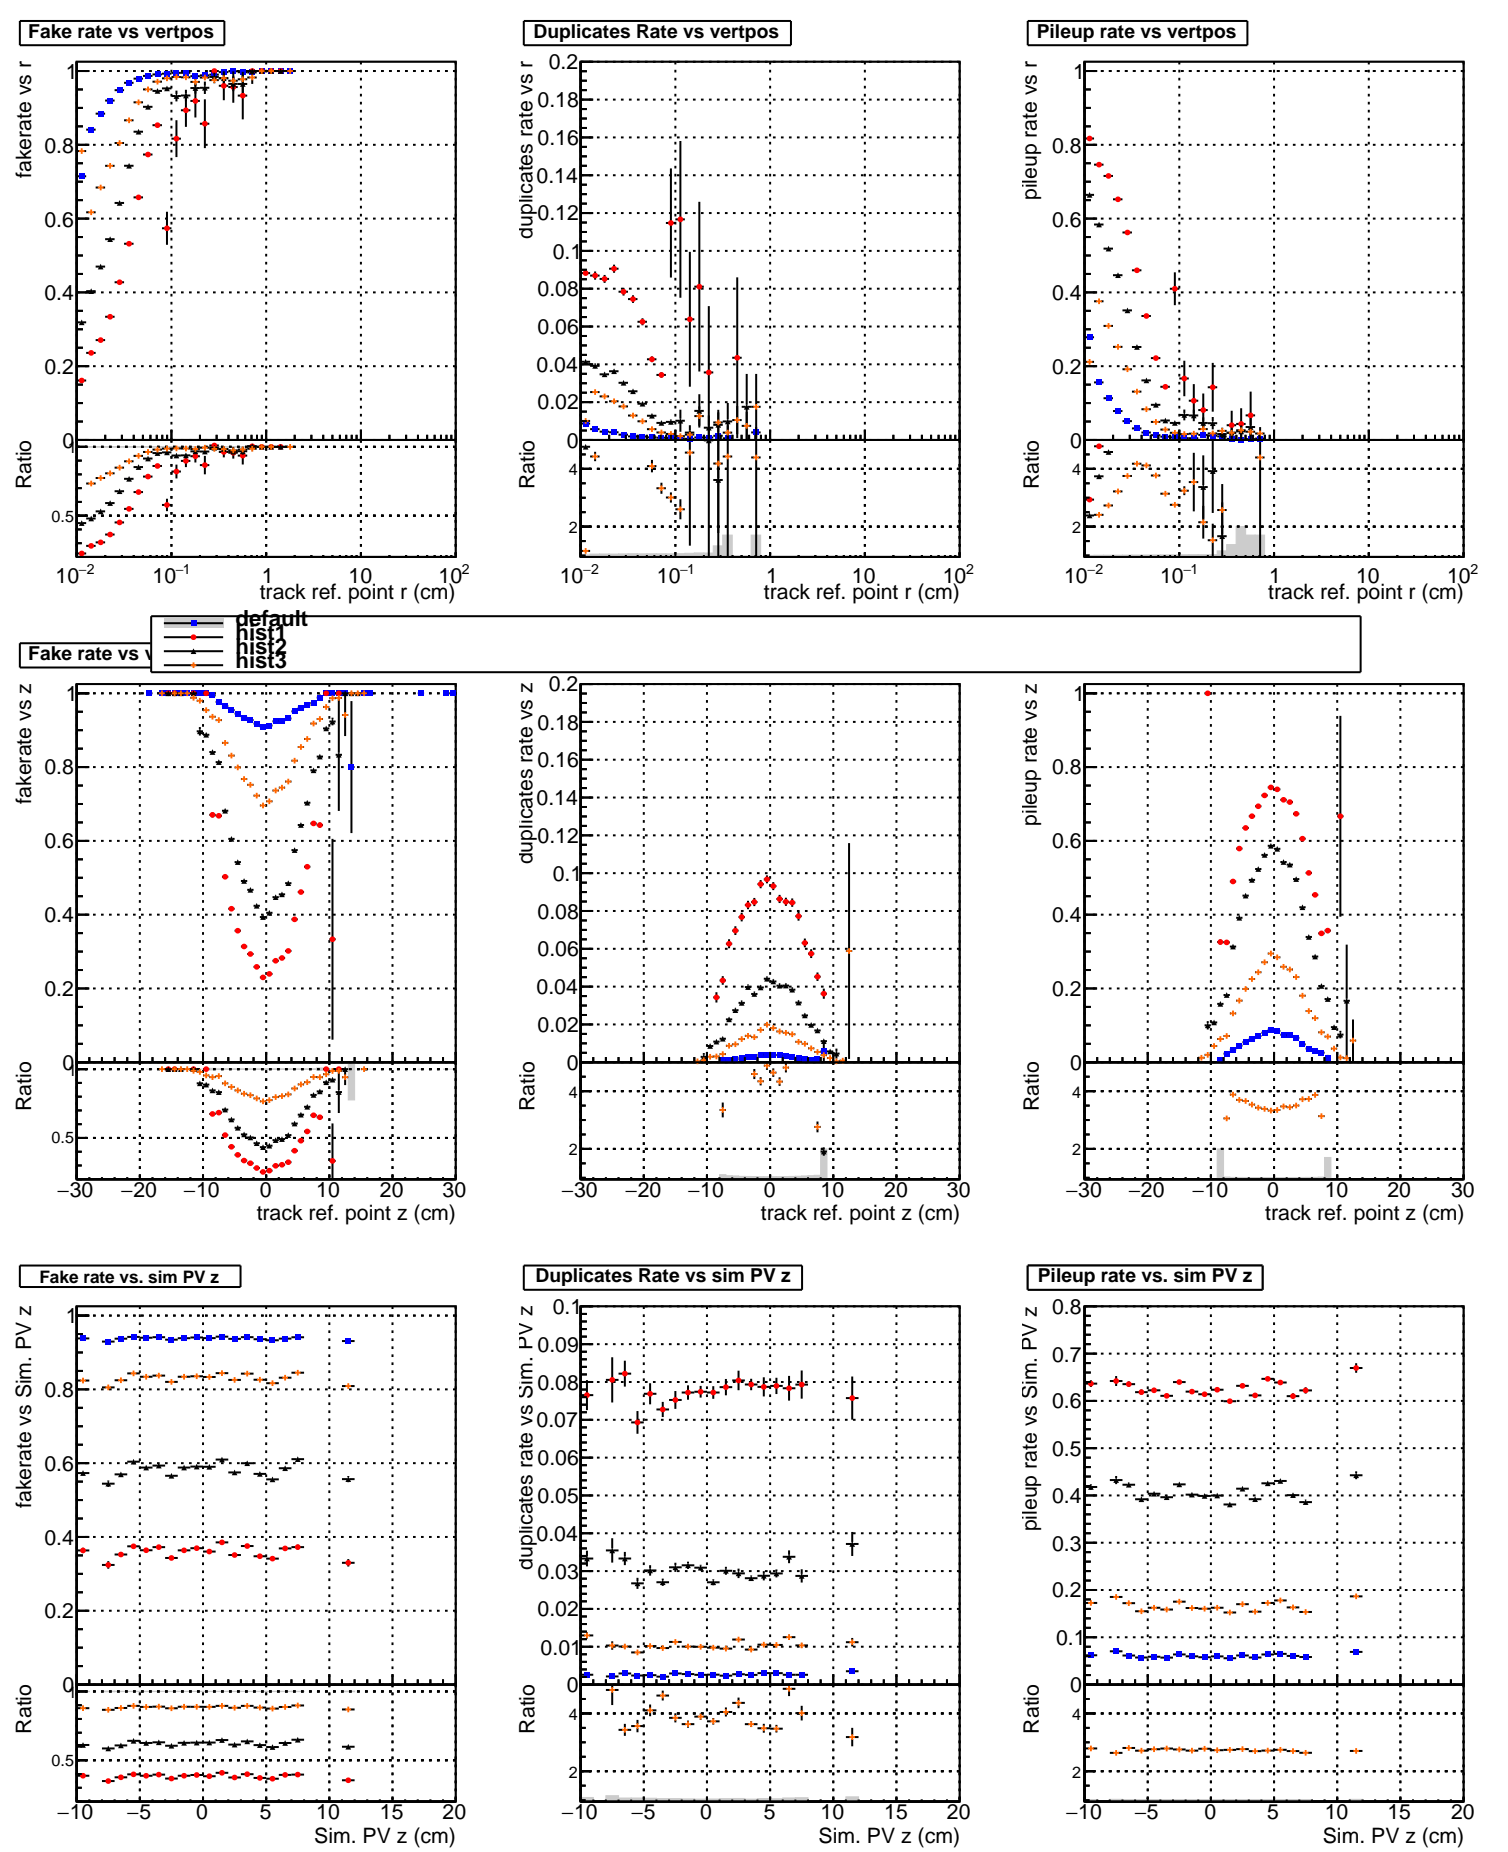 Fake rate vs vertpos
fakerate vs r
1
0.8
0.6
0.4
0.2
0
Ratio
1
0.5
10−2 10−1 1 10 102
track ref. point r (cm)
Duplicates Rate vs vertpos
duplicates rate vs r
0.2
0.18
0.16
0.14
0.12
0.1
0.08
0.06
0.04
0.02
0
Ratio
4
2
10−2 10−1 1 10 102
track ref. point r (cm)
Pileup rate vs vertpos
pileup rate vs r
1
0.8
0.6
0.4
0.2
0
Ratio
4
2
10−2 10−1 1 10 102
track ref. point r (cm)
default
hist1
hist2
hist3
Fake rate vs v
fakerate vs z
1
0.8
0.6
0.4
0.2
0
Ratio
1
0.5
−30 −20 −10 0 10 20 30
track ref. point z (cm)
duplicates rate vs z
0.2
0.18
0.16
0.14
0.12
0.1
0.08
0.06
0.04
0.02
0
Ratio
4
2
−30 −20 −10 0 10 20 30
track ref. point z (cm)
pileup rate vs z
1
0.8
0.6
0.4
0.2
0
Ratio
4
2
−30 −20 −10 0 10 20 30
track ref. point z (cm)
Fake rate vs. sim PV z
fakerate vs Sim. PV z
1
0.8
0.6
0.4
0.2
0
Ratio
1
0.5
−10 −5 0 5 10 15 20
Sim. PV z (cm)
Duplicates Rate vs sim PV z
duplicates rate vs Sim. PV z
0.1
0.09
0.08
0.07
0.06
0.05
0.04
0.03
0.02
0.01
0
Ratio
4
2
−10 −5 0 5 10 15 20
Sim. PV z (cm)
Pileup rate vs. sim PV z
pileup rate vs Sim. PV z
0.8
0.7
0.6
0.5
0.4
0.3
0.2
0.1
0
Ratio
4
2
−10 −5 0 5 10 15 20
Sim. PV z (cm)